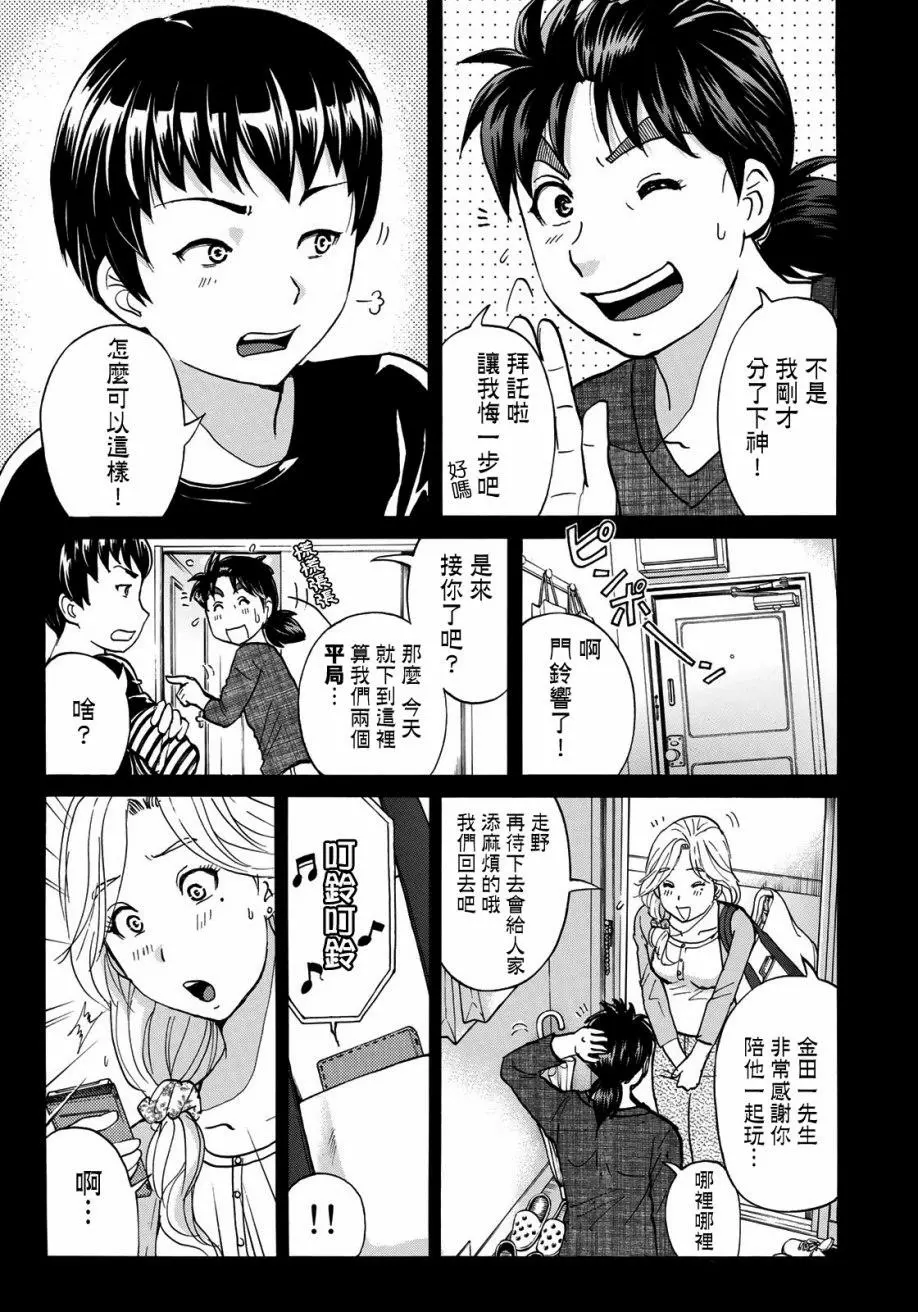 不是
我剛才
分了下神！
拜託啦
讓我悔一步吧
好嗎
怎麼可以這樣！
ピンポーン
啊
門鈴響了！
是來
接你了吧？
慌慌張張
那麼 今天
就下到這裡
算我們兩個
平局…
啥？
金田一先生
非常感謝你
陪他一起玩…
哪裡哪裡
走野
再待下去會給人家
添麻煩的哦
我們回去吧
叮鈴叮鈴
!!
啊…